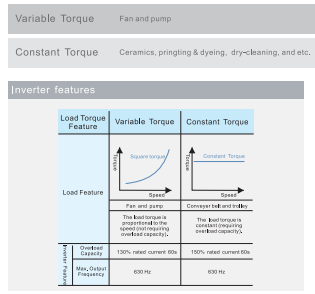 Variable Torque Fan and pump
Constant Torque Ceramics, pringting & dyeing, dry-cleaning, and etc.
Inverter features
Load Torque Feature
Variable Torque
Constant Torque
Load Feature
Torque
Square torque
Speed
Torque
Constant Torque
Speed
Fan and pump
Conveyer belt and trolley
The load torque is
proportional to the
speed (not requiring
overload capacity).
The load torque is
constant (requiring
overload capacity).
Inverter Feature
Overload
Capacity
130% rated current 60s
150% rated current 60s
Max. Output
Frequency
630 Hz
630 Hz